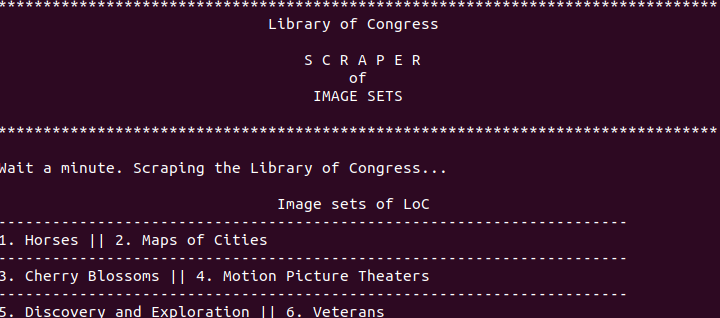 ********************************************************************************
Library of Congress
S C R A P E R
of
IMAGE SETS
********************************************************************************
Wait a minute. Scraping the Library of Congress...
Image sets of LoC
----------------------------------------------------------------------
1. Horses || 2. Maps of Cities
----------------------------------------------------------------------
3. Cherry Blossoms || 4. Motion Picture Theaters
----------------------------------------------------------------------
5. Discovery and Exploration || 6. Veterans